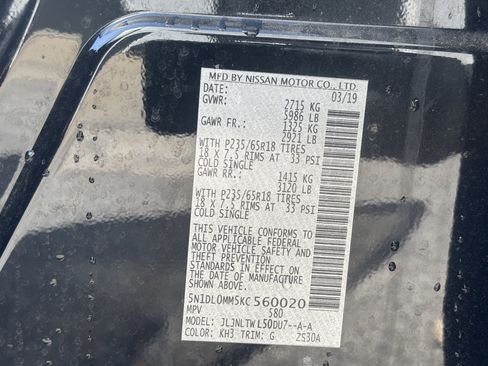 MFD BY NISSAN MOTOR CO., LTD.
DATE: 03/19
GVWR: 2715 KG
5986 LB
GAWR FR.: 1325 KG
2921 LB
WITH P235/65R18 TIRES
18 X 7.5 RIMS AT 33 PSI
COLD SINGLE
GAWR RR.: 1415 KG
3120 LB
WITH P235/65R18 TIRES
18 X 7.5 RIMS AT 33 PSI
COLD SINGLE
THIS VEHICLE CONFORMS TO
ALL APPLICABLE FEDERAL
MOTOR VEHICLE SAFETY AND
THEFT PREVENTION
STANDARDS IN EFFECT ON THE
DATE OF MANUFACTURE
SHOWN ABOVE.
5N1DL0MM5KC560020
MPV 580
MODEL: JLJNLTWL50DU7--A-A
COLOR: KH3 TRIM: G ZS30A